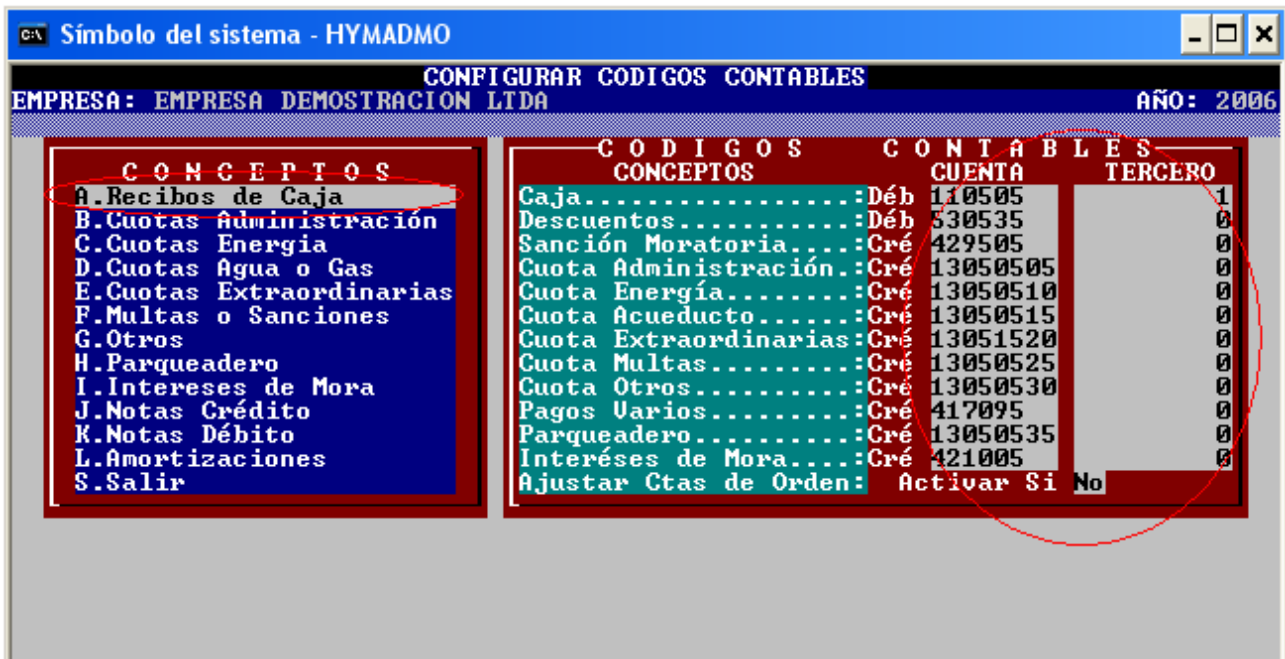 Símbolo del sistema - HYMADMO
CONFIGURAR CODIGOS CONTABLES
EMPRESA: EMPRESA DEMOSTRACION LTDA AÑO: 2006
C O N C E P T O S
A.Recibos de Caja
B.Cuotas Administración
C.Cuotas Energia
D.Cuotas Agua o Gas
E.Cuotas Extraordinarias
F.Multas o Sanciones
G.Otros
H.Parqueadero
I.Intereses de Mora
J.Notas Crédito
K.Notas Débito
L.Amortizaciones
S.Salir
C O D I G O S C O N T A B L E S
CONCEPTOS CUENTA TERCERO
Caja.................:Déb 110505 1
Descuentos...........:Déb 530535 0
Sanción Moratoria....:Cré 429505 0
Cuota Administración.:Cré 13050505 0
Cuota Energía........:Cré 13050510 0
Cuota Acueducto......:Cré 13050515 0
Cuota Extraordinarias:Cré 13051520 0
Cuota Multas.........:Cré 13050525 0
Cuota Otros..........:Cré 13050530 0
Pagos Varios.........:Cré 417095 0
Parqueadero..........:Cré 13050535 0
Interéses de Mora....:Cré 421005 0
Ajustar Ctas de Orden: Activar Si No